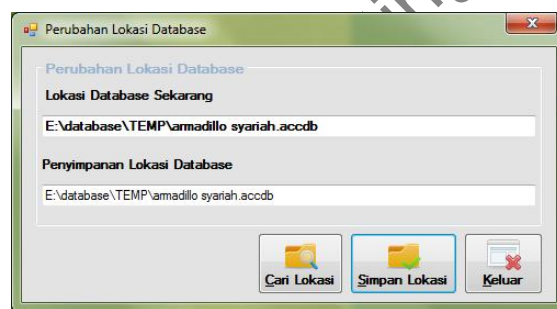 Perubahan Lokasi Database
Perubahan Lokasi Database
Lokasi Database Sekarang
E:\database\TEMP\armadillo syariah.accdb
Penyimpanan Lokasi Database
E:\database\TEMP\armadillo syariah.accdb
Cari Lokasi Simpan Lokasi Keluar